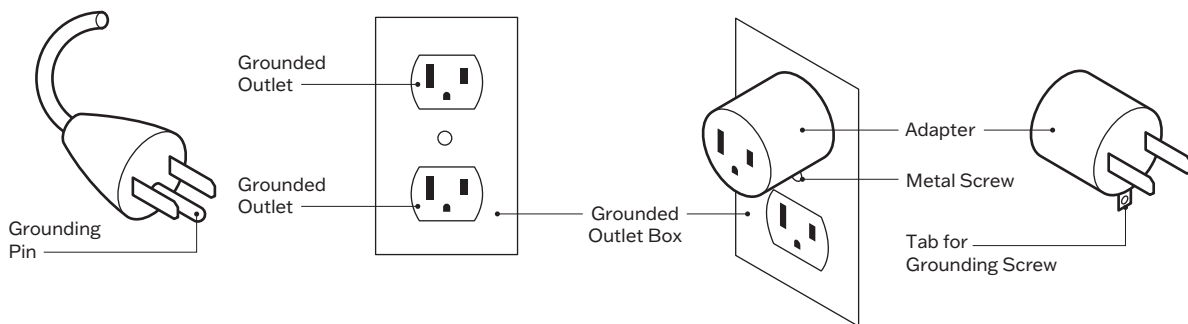 Grounding
Pin
Grounded
Outlet
Grounded
Outlet
Grounded
Outlet Box
Adapter
Metal Screw
Tab for
Grounding Screw